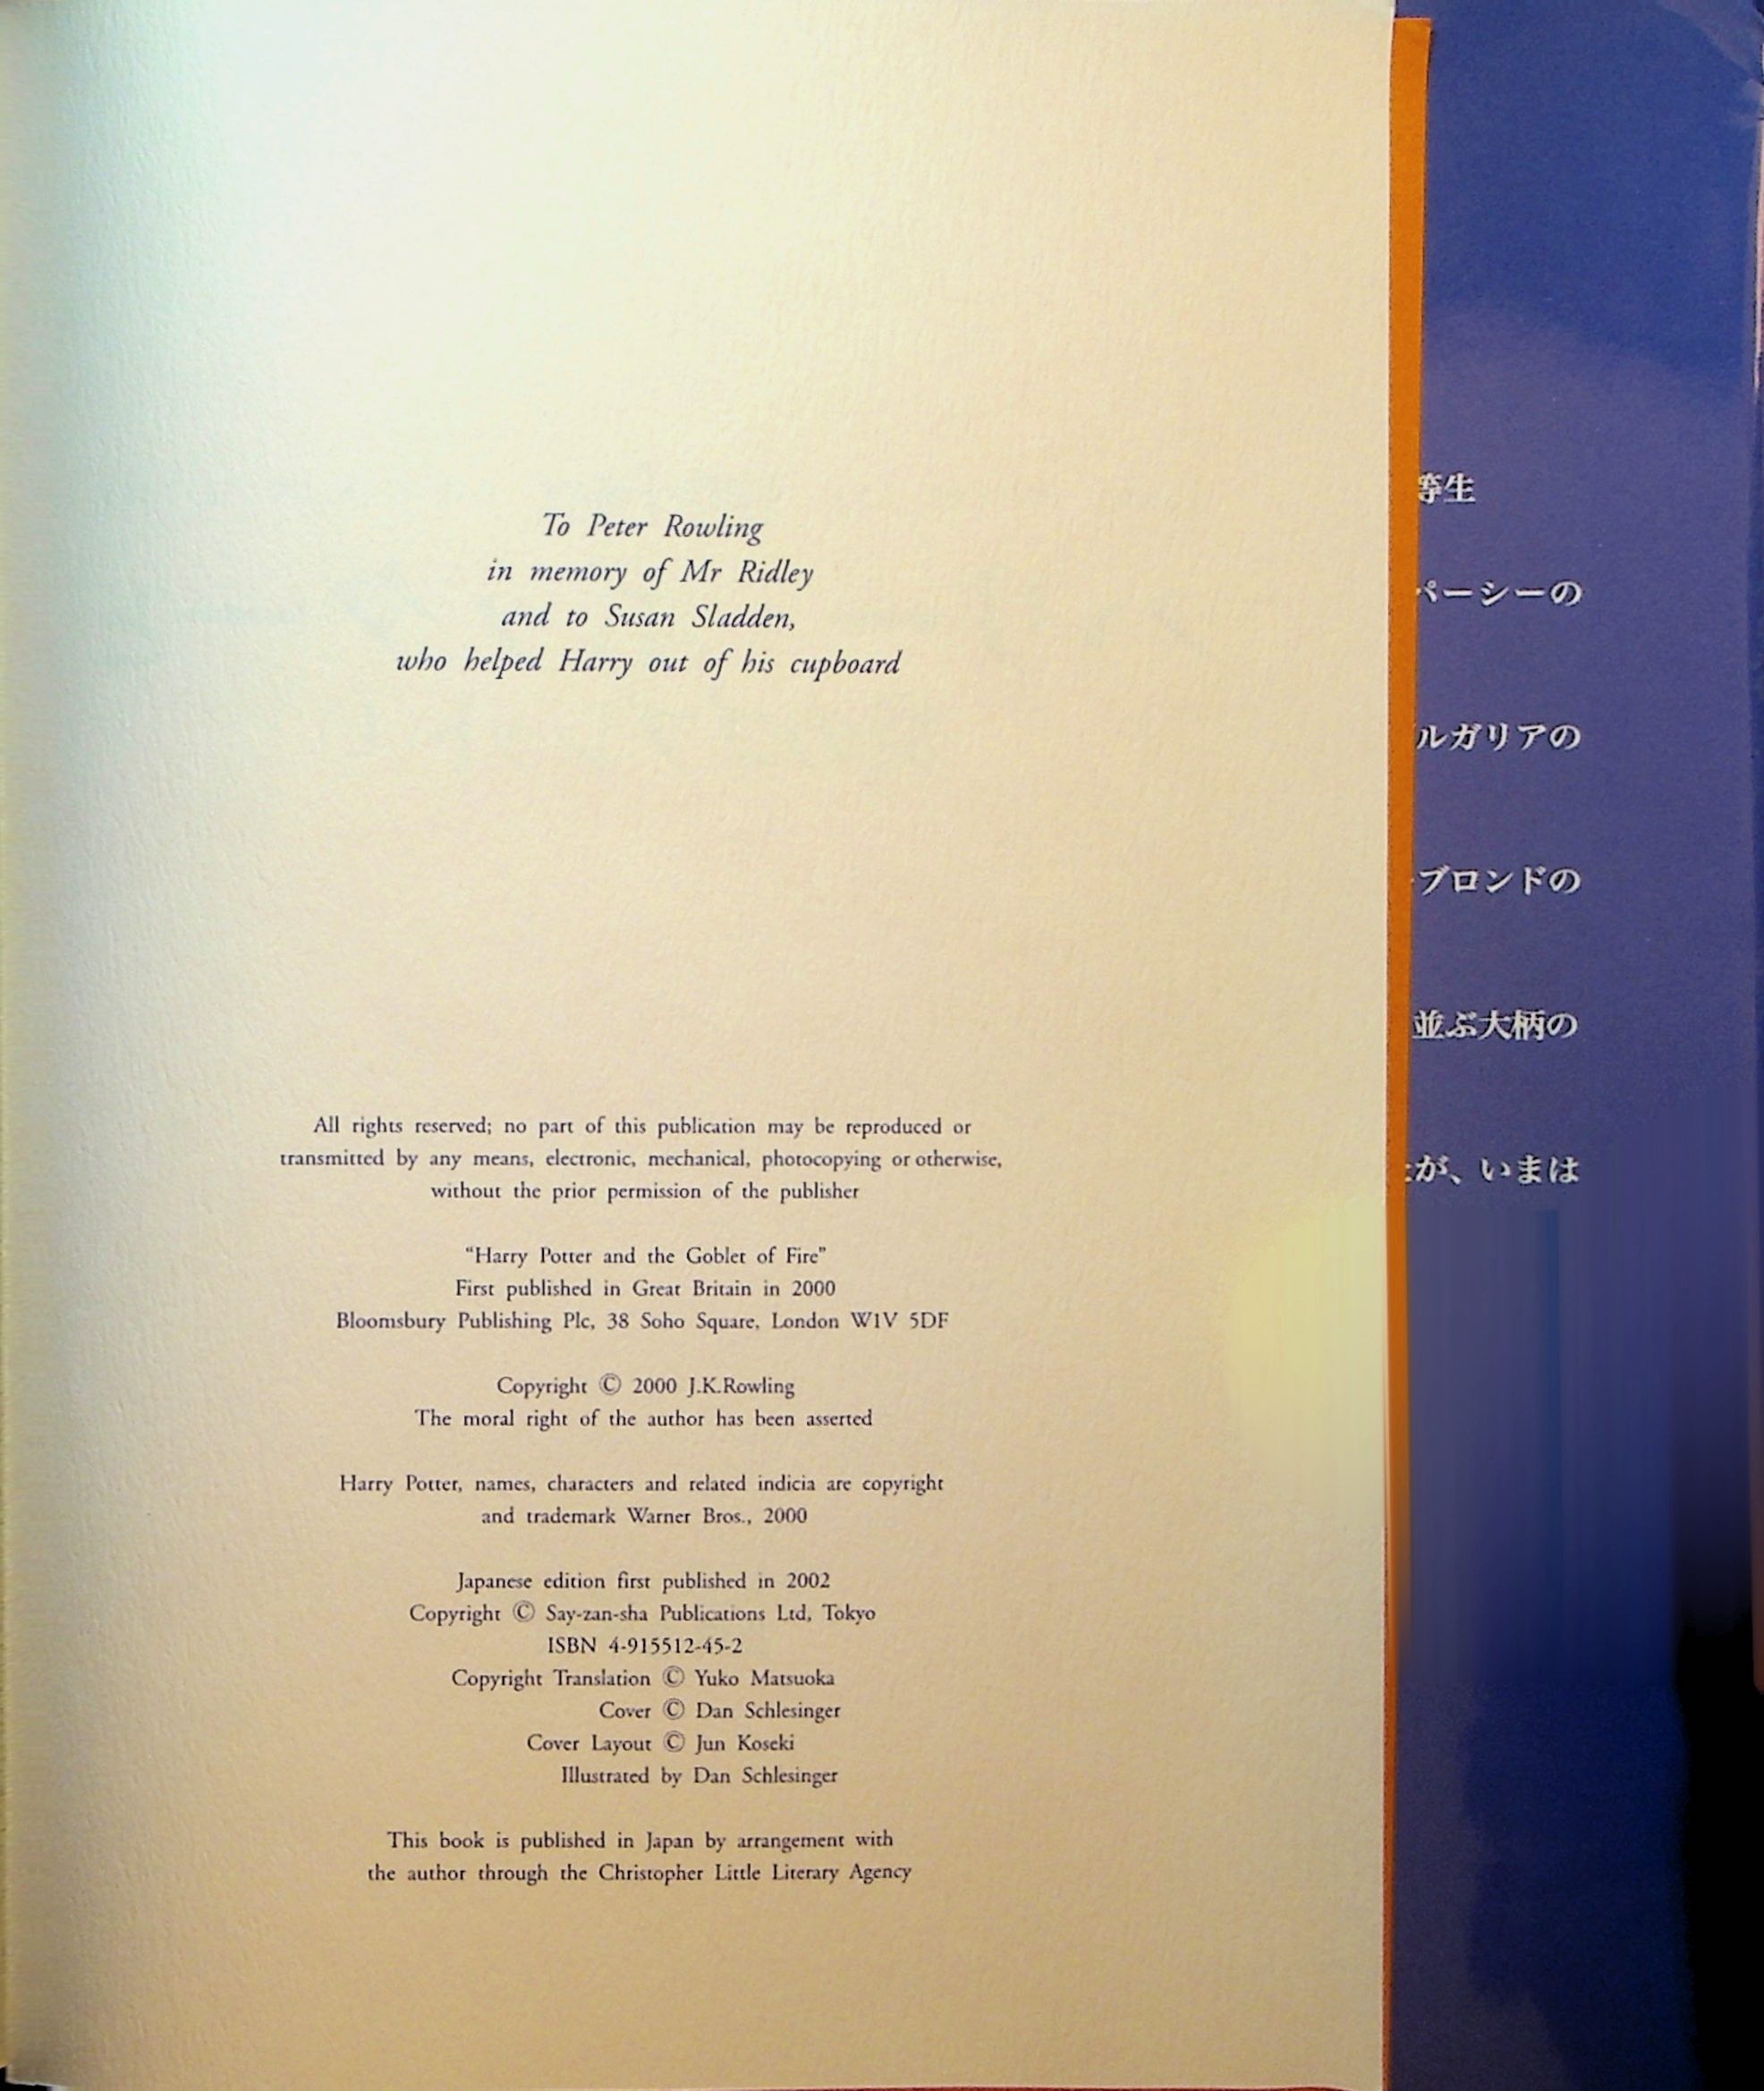 To Peter Rowling
in memory of Mr Ridley
and to Susan Sladden,
who helped Harry out of his cupboard
All rights reserved; no part of this publication may be reproduced or
transmitted by any means, electronic, mechanical, photocopying or otherwise,
without the prior permission of the publisher
“Harry Potter and the Goblet of Fire”
First published in Great Britain in 2000
Bloomsbury Publishing Plc, 38 Soho Square, London W1V 5DF
Copyright © 2000 J.K.Rowling
The moral right of the author has been asserted
Harry Potter, names, characters and related indicia are copyright
and trademark Warner Bros., 2000
Japanese edition first published in 2002
Copyright © Say-zan-sha Publications Ltd, Tokyo
ISBN 4-915512-45-2
Copyright Translation © Yuko Matsuoka
Cover © Dan Schlesinger
Cover Layout © Jun Koseki
Illustrated by Dan Schlesinger
This book is published in Japan by arrangement with
the author through the Christopher Little Literary Agency
等生
パーシーの
ルガリアの
ブロンドの
並ぶ大柄の
が、いまは